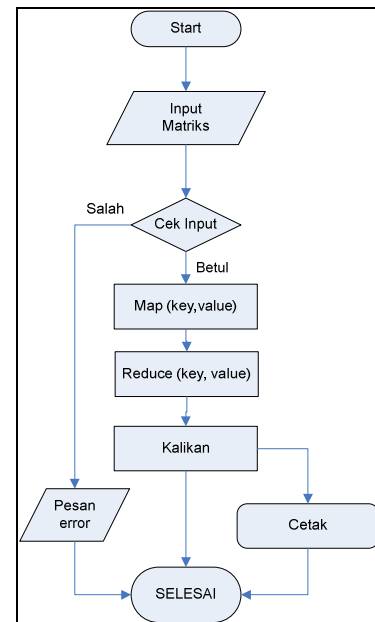 Start
Input
Matriks
Salah
Cek Input
Betul
Map (key,value)
Reduce (key, value)
Kalikan
Pesan
error
Cetak
SELESAI